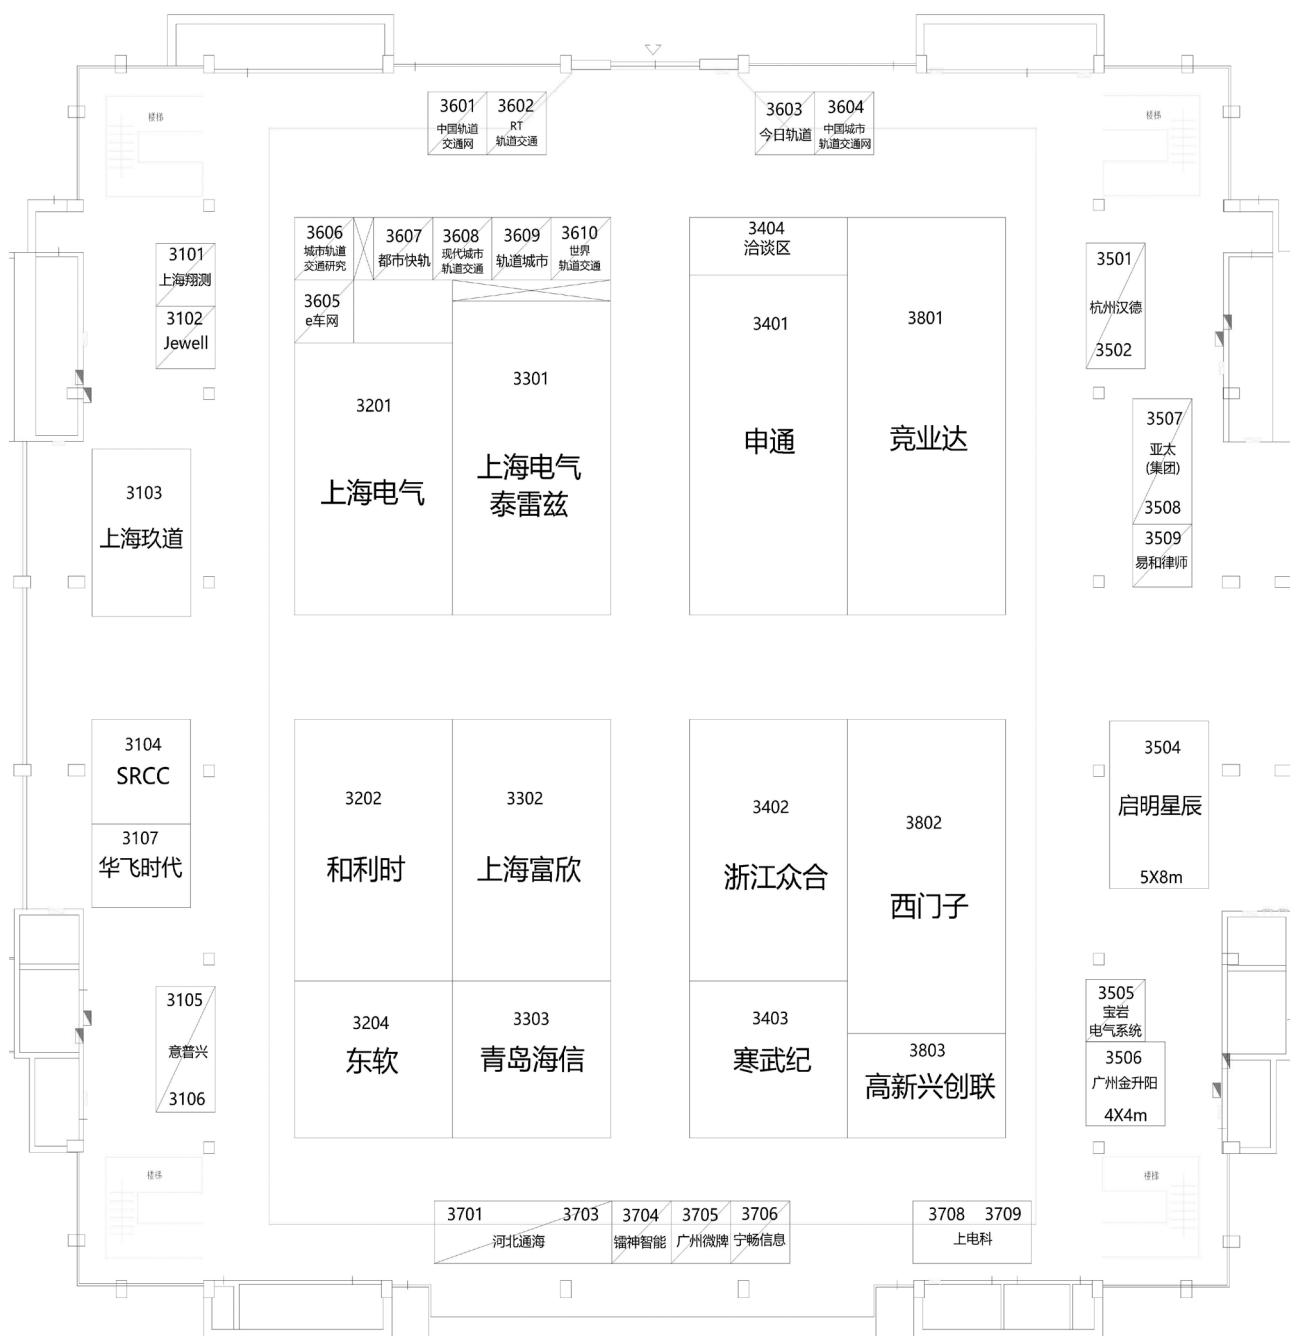 3601
中国轨道
交通网
3602
RT
轨道交通
3603
今日轨道
3604
中国城市
轨道交通网
楼梯
楼梯
3606
城市轨道
交通研究
3607
都市快轨
3608
现代城市
轨道交通
3609
轨道城市
3610
世界
轨道交通
3605
e车网
3404
洽谈区
3101
上海翔测
3102
Jewell
3501
杭州汉德
3502
3201
上海电气
3301
上海电气
泰雷兹
3401
申通
3801
竞业达
3507
亚太
(集团)
3508
3509
易和律师
3103
上海玖道
3104
SRCC
3107
华飞时代
3202
和利时
3302
上海富欣
3402
浙江众合
3802
西门子
3504
启明星辰
5X8m
3105
意普兴
3106
3204
东软
3303
青岛海信
3403
寒武纪
3803
高新兴创联
3505
宝岩
电气系统
3506
广州金升阳
4X4m
楼梯
楼梯
3701 3703
河北通海
3704
镭神智能
3705
广州微牌
3706
宁畅信息
3708 3709
上电科